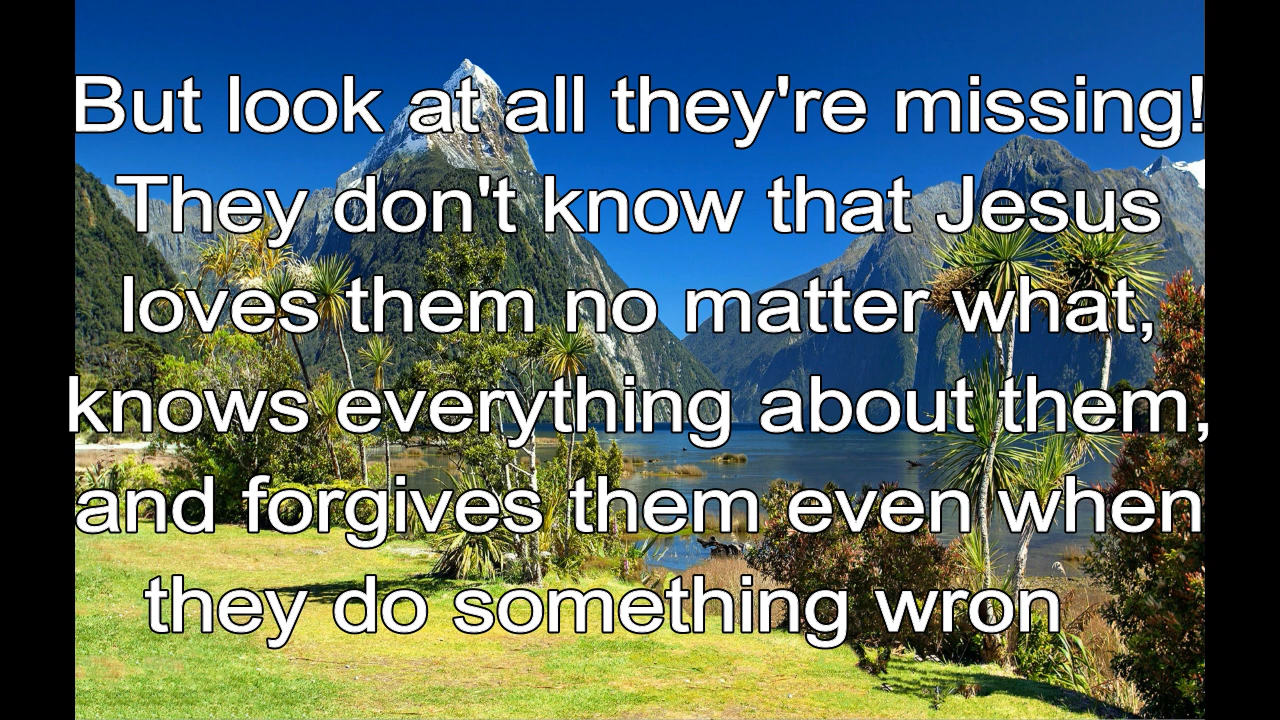 But look at all they're missing!
They don't know that Jesus
loves them no matter what,
knows everything about them,
and forgives them even when
they do something wron